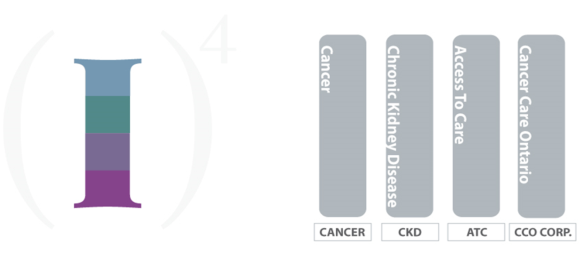 ( I ) 4
Cancer
Chronic Kidney Disease
Access To Care
Cancer Care Ontario
CANCER
CKD
ATC
CCO CORP.